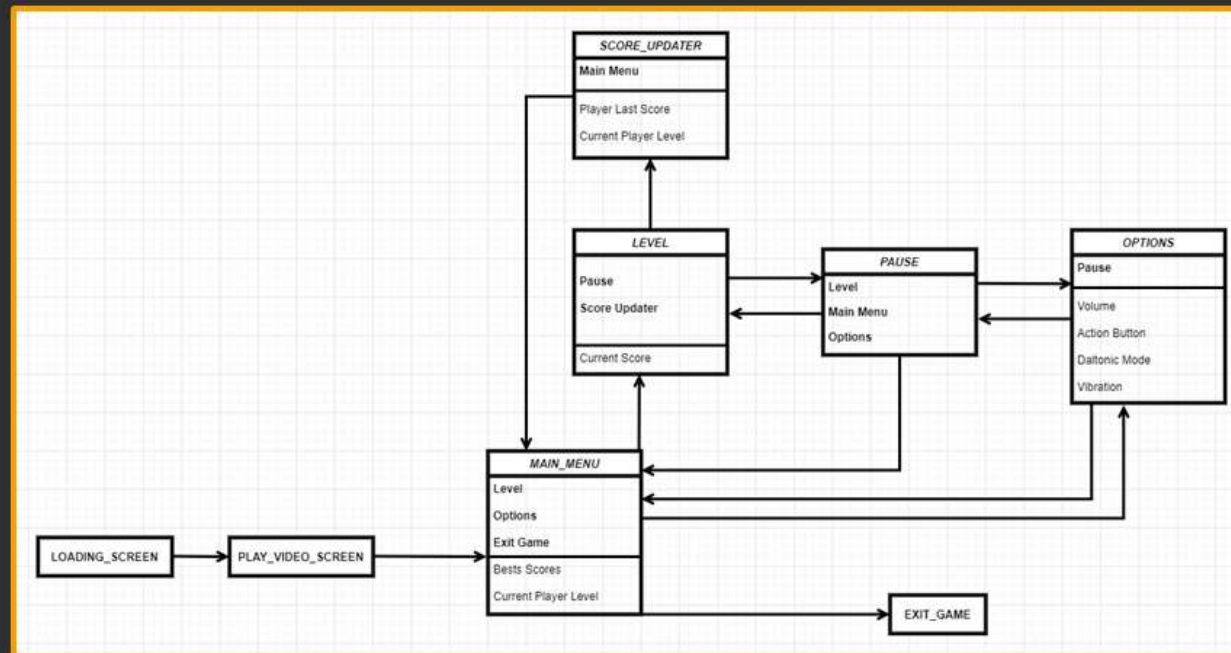 SCORE_UPDATER
Main Menu
Player Last Score
Current Player Level
LEVEL
Pause
Score Updater
Current Score
PAUSE
Level
Main Menu
Options
OPTIONS
Pause
Volume
Action Button
Daltonic Mode
Vibration
MAIN_MENU
Level
Options
Exit Game
Bests Scores
Current Player Level
LOADING_SCREEN
PLAY_VIDEO_SCREEN
EXIT_GAME